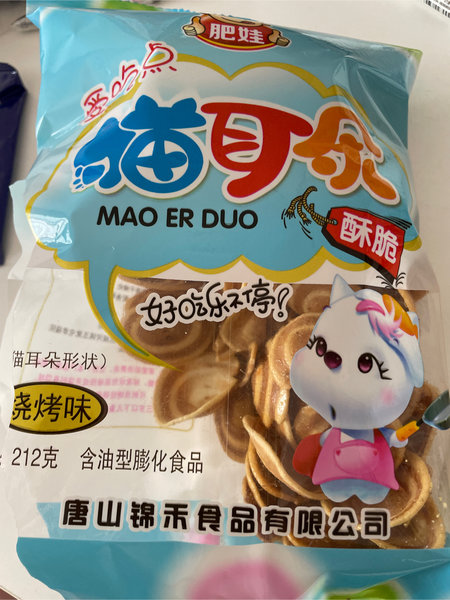 肥娃
爱吃点
猫耳朵
MAO ER DUO
酥脆
好吃乐不停!
猫耳朵形状）
烧烤味
212克 含油型膨化食品
唐山锦禾食品有限公司